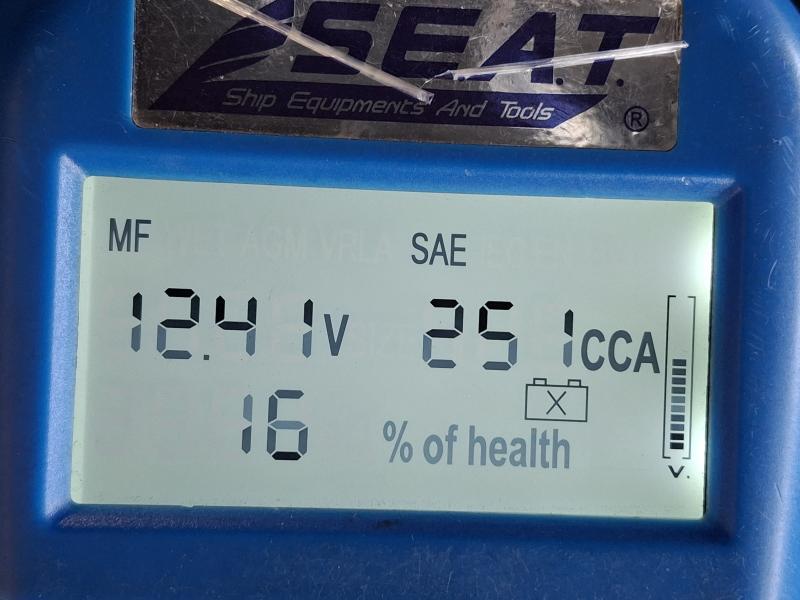 SEAT
Ship Equipments And Tools
®
MF SAE
12.41V 251CCA
16 % of health
V.